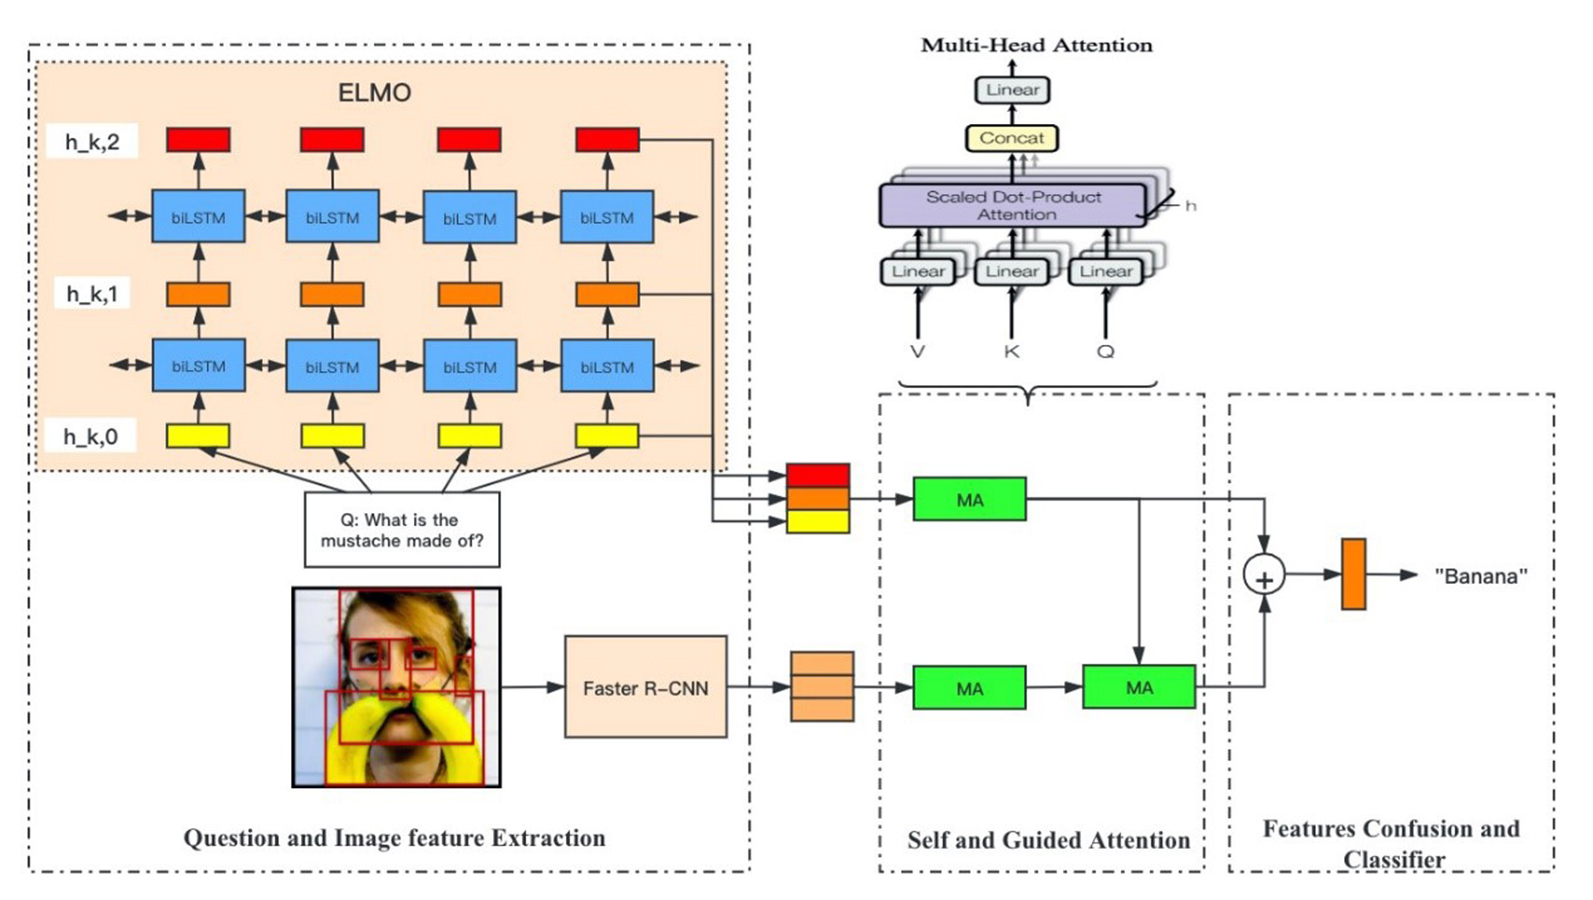 ELMO
h_k,2
biLSTM
biLSTM
biLSTM
biLSTM
h_k,1
biLSTM
biLSTM
biLSTM
biLSTM
h_k,0
Q: What is the
mustache made of?
Faster R-CNN
Question and Image feature Extraction
Multi-Head Attention
Linear
Concat
Scaled Dot-Product
Attention
h
Linear
Linear
Linear
V
K
Q
MA
MA
MA
Self and Guided Attention
+
"Banana"
Features Confusion and
Classifier